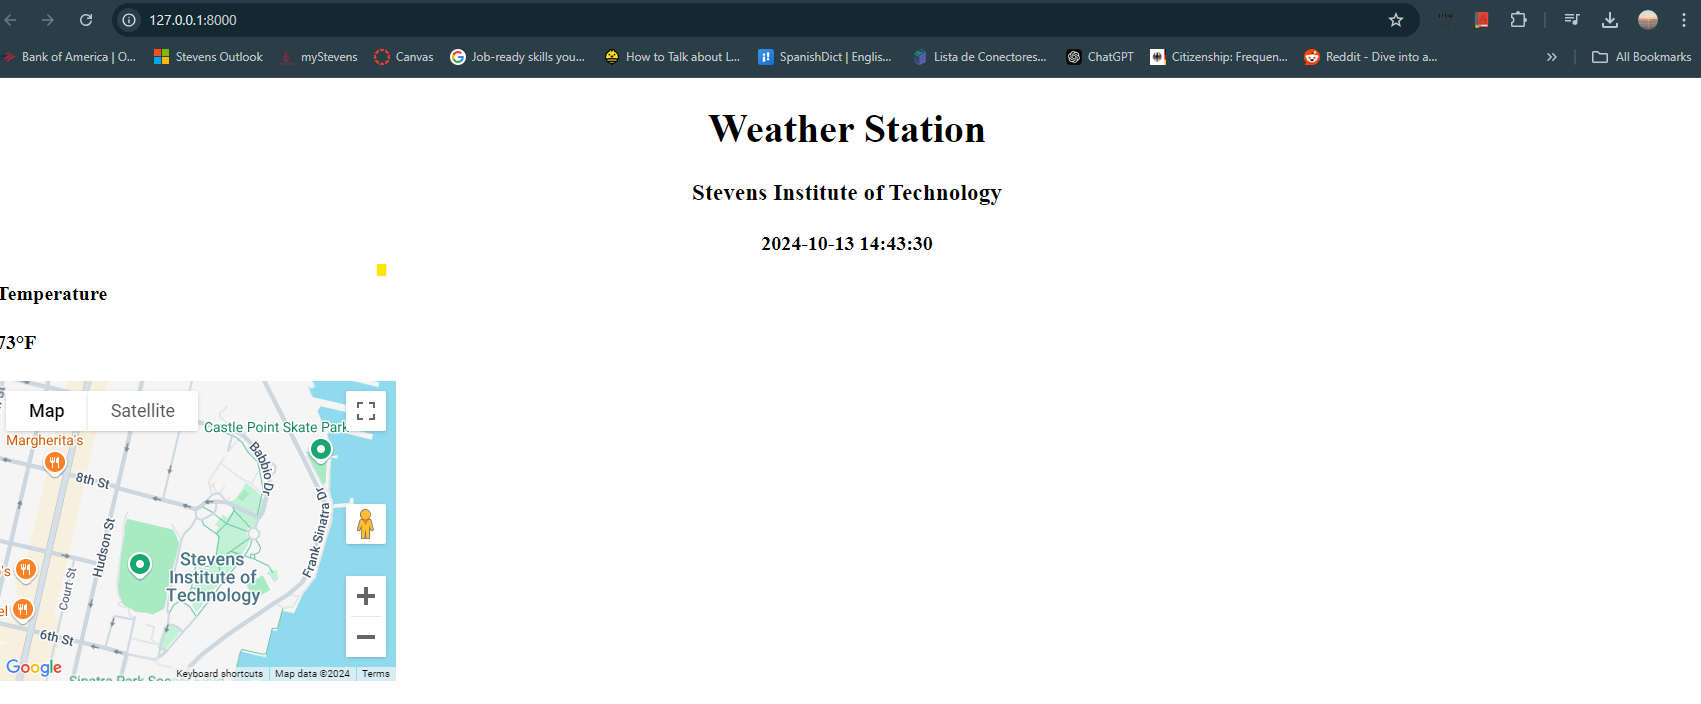 127.0.0.1:8000
Bank of America | O...
Stevens Outlook
myStevens
Canvas
Job-ready skills you...
How to Talk about L...
SpanishDict | Englis...
Lista de Conectores...
ChatGPT
Citizenship: Frequen...
Reddit - Dive into a...
All Bookmarks
Weather Station
Stevens Institute of Technology
2024-10-13 14:43:30
Temperature
73°F
Map
Satellite
Castle Point Skate Park
Margherita's
Babbio Dr
8th St
Hudson St
Frank Sinatra Dr
Stevens
Institute of
Technology
's
Court St
el
6th St
Google
Keyboard shortcuts
Map data ©2024
Terms